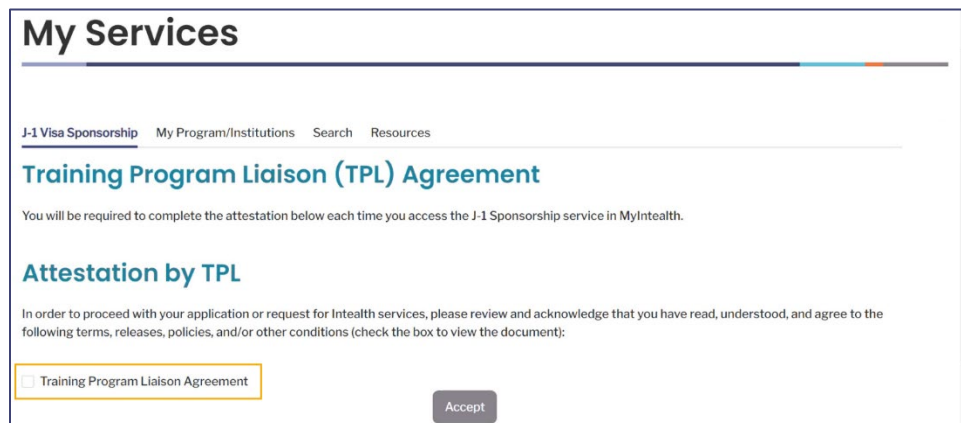 My Services
J-1 Visa Sponsorship My Program/Institutions Search Resources
Training Program Liaison (TPL) Agreement
You will be required to complete the attestation below each time you access the J-1 Sponsorship service in MyIntealth.
Attestation by TPL
In order to proceed with your application or request for Intealth services, please review and acknowledge that you have read, understood, and agree to the
following terms, releases, policies, and/or other conditions (check the box to view the document):
Training Program Liaison Agreement
Accept